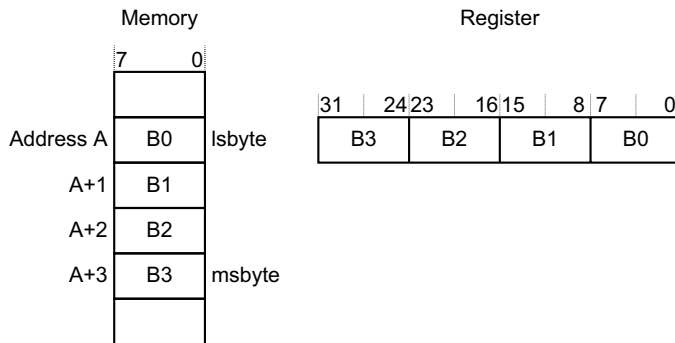 Memory
Register
7 0
31 24 23 16 15 8 7 0
Address A B0 lsbyte
B3 B2 B1 B0
A+1 B1
A+2 B2
A+3 B3 msbyte